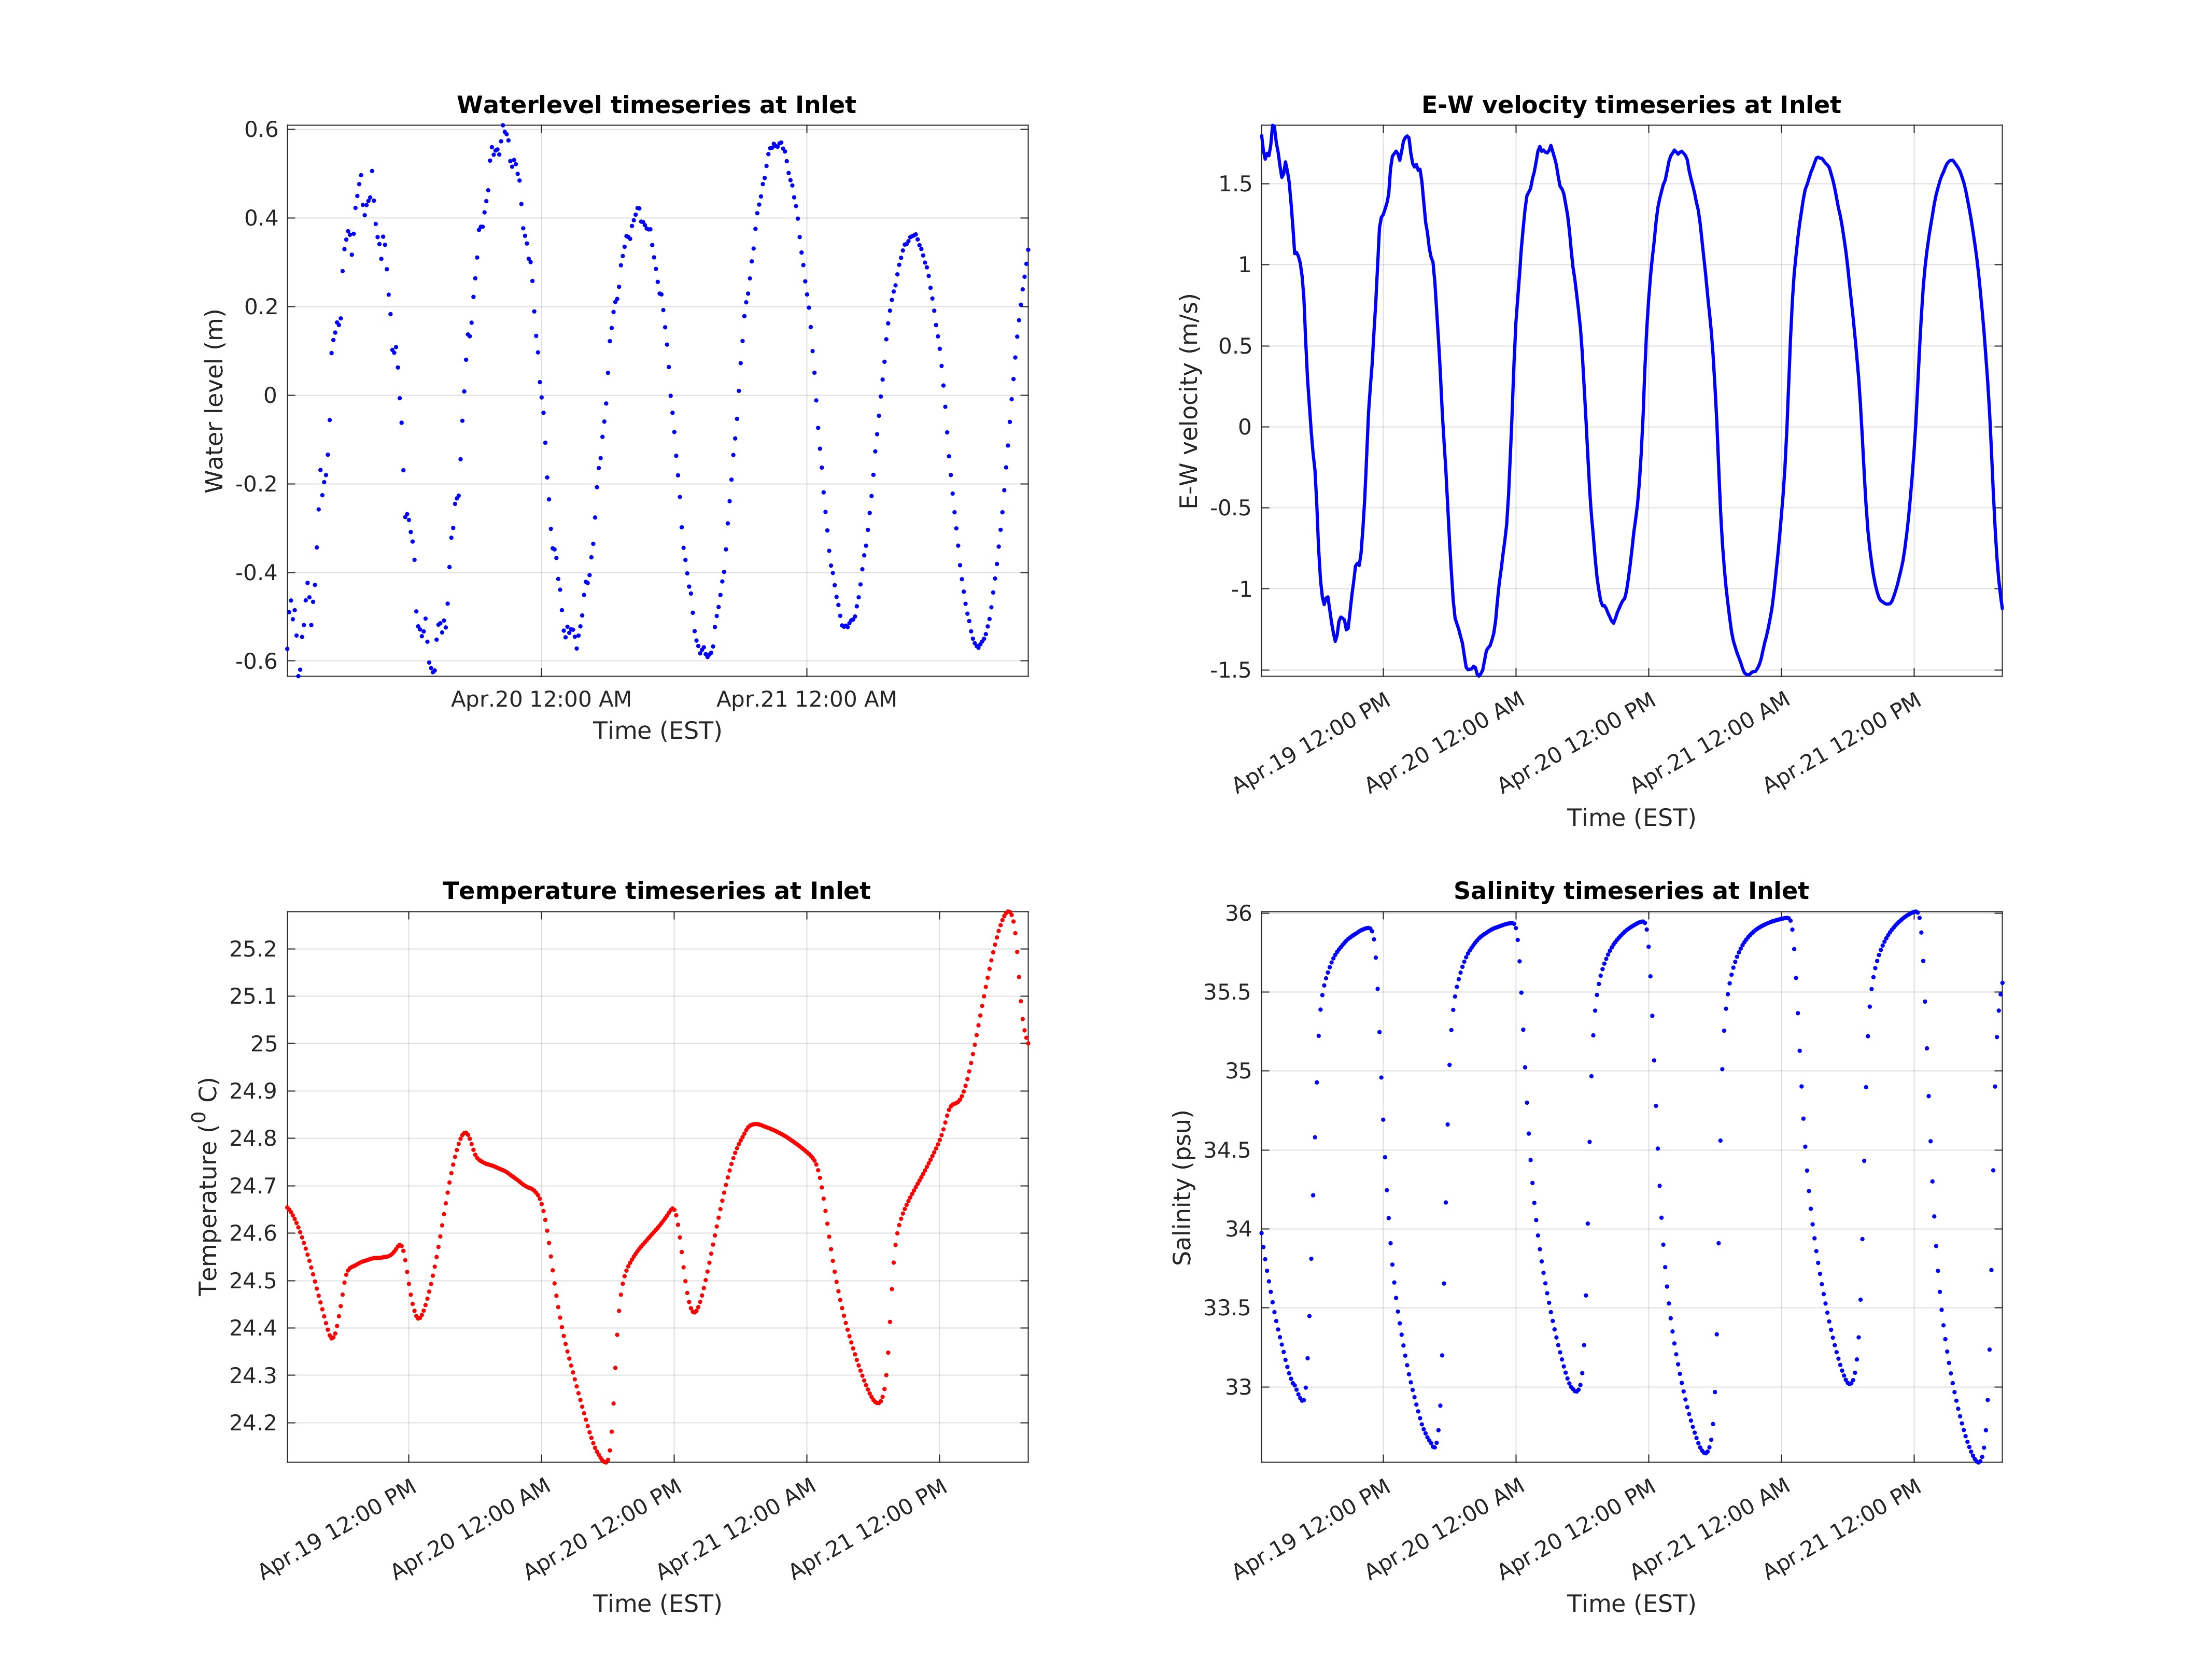 Waterlevel timeseries at Inlet
0.6
0.4
0.2
0
-0.2
-0.4
-0.6
Water level (m)
Apr.20 12:00 AM
Apr.21 12:00 AM
Time (EST)
E-W velocity timeseries at Inlet
1.5
1
0.5
0
-0.5
-1
-1.5
E-W velocity (m/s)
Apr.19 12:00 PM
Apr.20 12:00 AM
Apr.20 12:00 PM
Apr.21 12:00 AM
Apr.21 12:00 PM
Time (EST)
Temperature timeseries at Inlet
25.2
25.1
25
24.9
24.8
24.7
24.6
24.5
24.4
24.3
24.2
Temperature (⁰ C)
Apr.19 12:00 PM
Apr.20 12:00 AM
Apr.20 12:00 PM
Apr.21 12:00 AM
Apr.21 12:00 PM
Time (EST)
Salinity timeseries at Inlet
36
35.5
35
34.5
34
33.5
33
Salinity (psu)
Apr.19 12:00 PM
Apr.20 12:00 AM
Apr.20 12:00 PM
Apr.21 12:00 AM
Apr.21 12:00 PM
Time (EST)